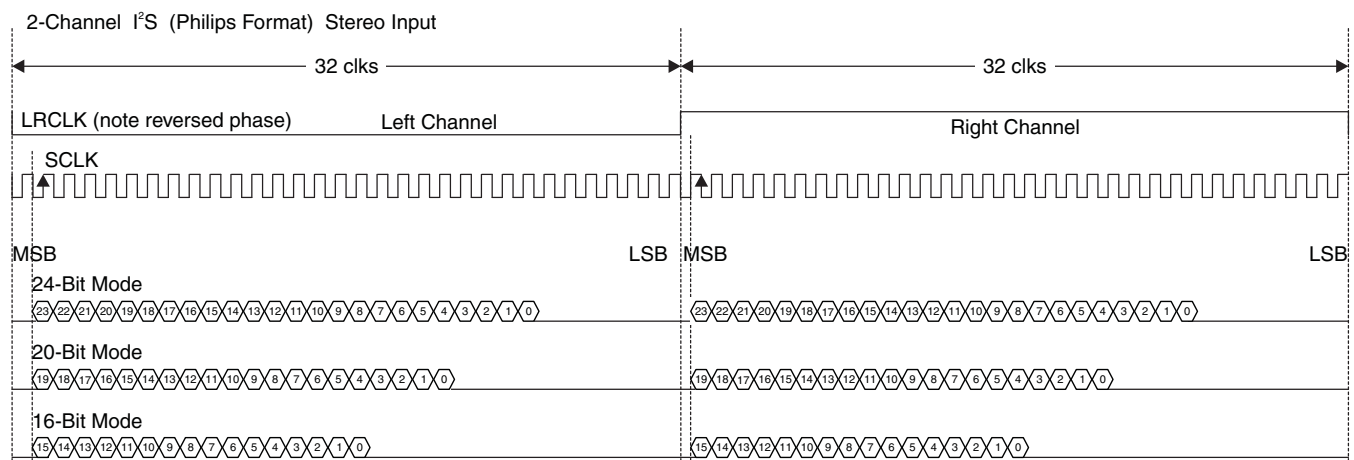 2-Channel I²S (Philips Format) Stereo Input
32 clks 32 clks
LRCLK (note reversed phase) Left Channel Right Channel
SCLK
MSB LSB MSB LSB
24-Bit Mode
23 22 21 20 19 18 17 16 15 14 13 12 11 10 9 8 7 6 5 4 3 2 1 0 23 22 21 20 19 18 17 16 15 14 13 12 11 10 9 8 7 6 5 4 3 2 1 0
20-Bit Mode
19 18 17 16 15 14 13 12 11 10 9 8 7 6 5 4 3 2 1 0 19 18 17 16 15 14 13 12 11 10 9 8 7 6 5 4 3 2 1 0
16-Bit Mode
15 14 13 12 11 10 9 8 7 6 5 4 3 2 1 0 15 14 13 12 11 10 9 8 7 6 5 4 3 2 1 0